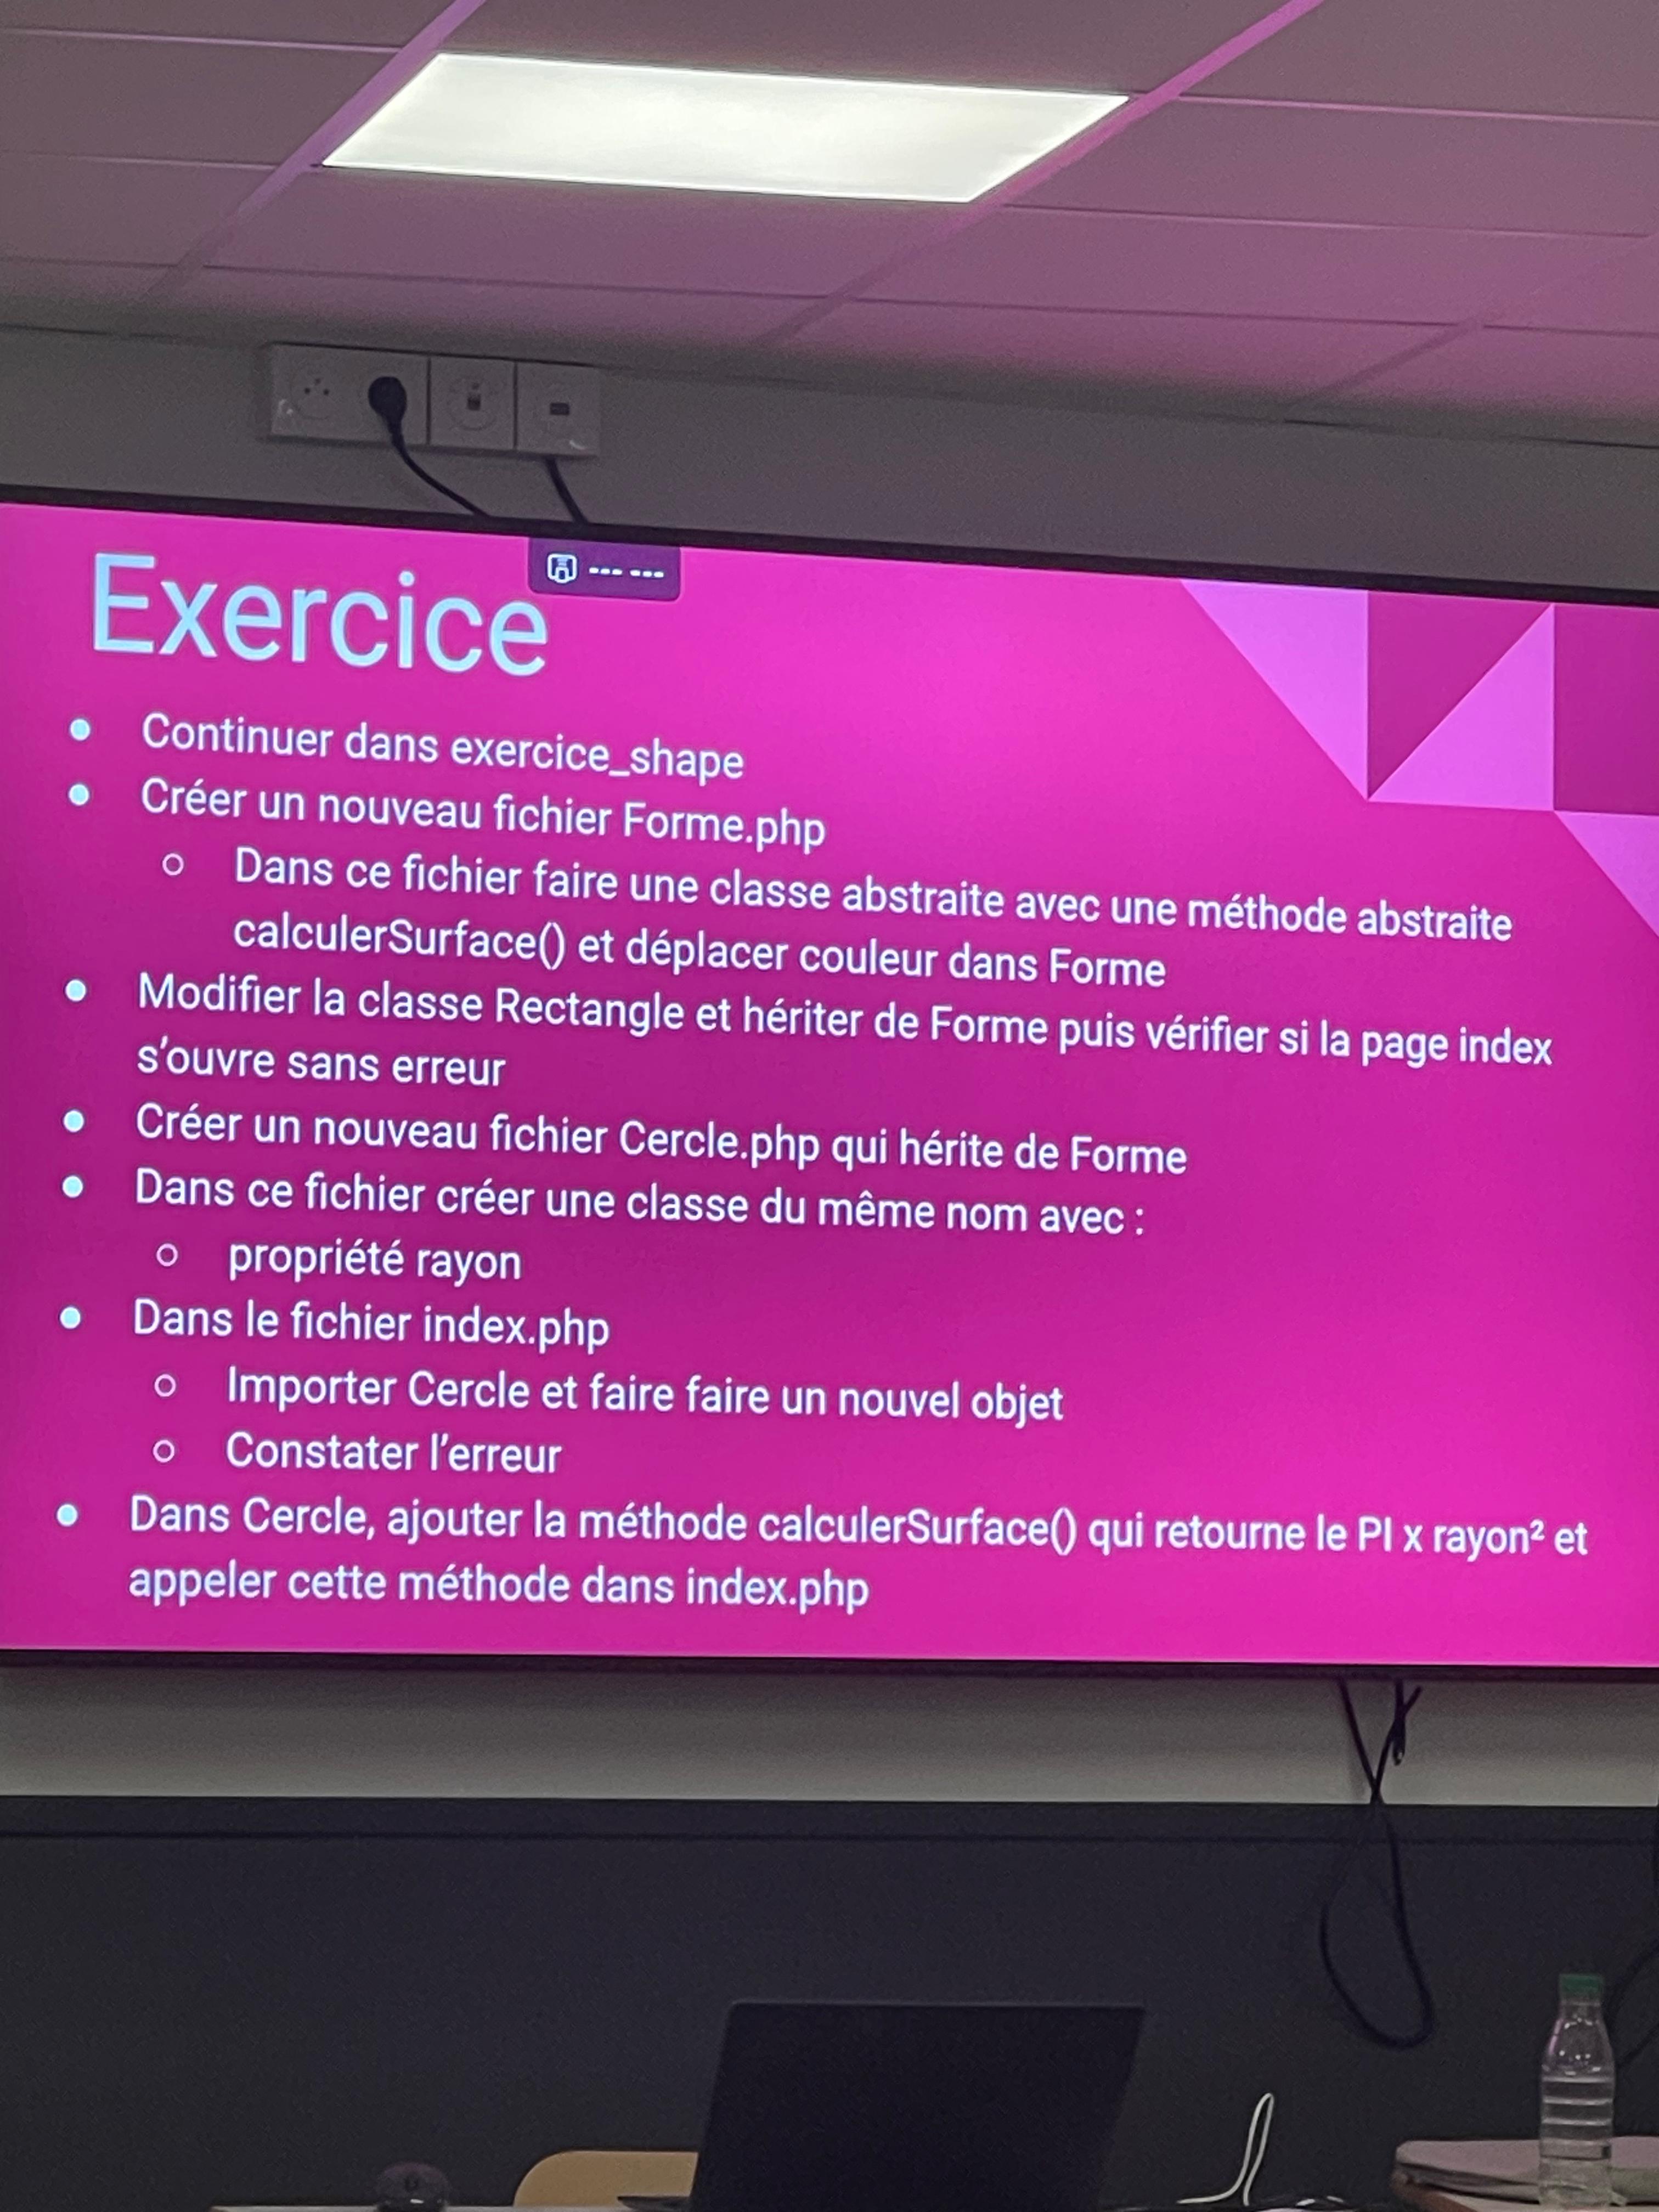 Exercice
● Continuer dans exercice_shape
● Créer un nouveau fichier Forme.php
○ Dans ce fichier faire une classe abstraite avec une méthode abstraite
calculerSurface() et déplacer couleur dans Forme
● Modifier la classe Rectangle et hériter de Forme puis vérifier si la page index
s'ouvre sans erreur
● Créer un nouveau fichier Cercle.php qui hérite de Forme
● Dans ce fichier créer une classe du même nom avec :
○ propriété rayon
● Dans le fichier index.php
○ Importer Cercle et faire faire un nouvel objet
○ Constater l'erreur
● Dans Cercle, ajouter la méthode calculerSurface() qui retourne le PI x rayon² et
appeler cette méthode dans index.php